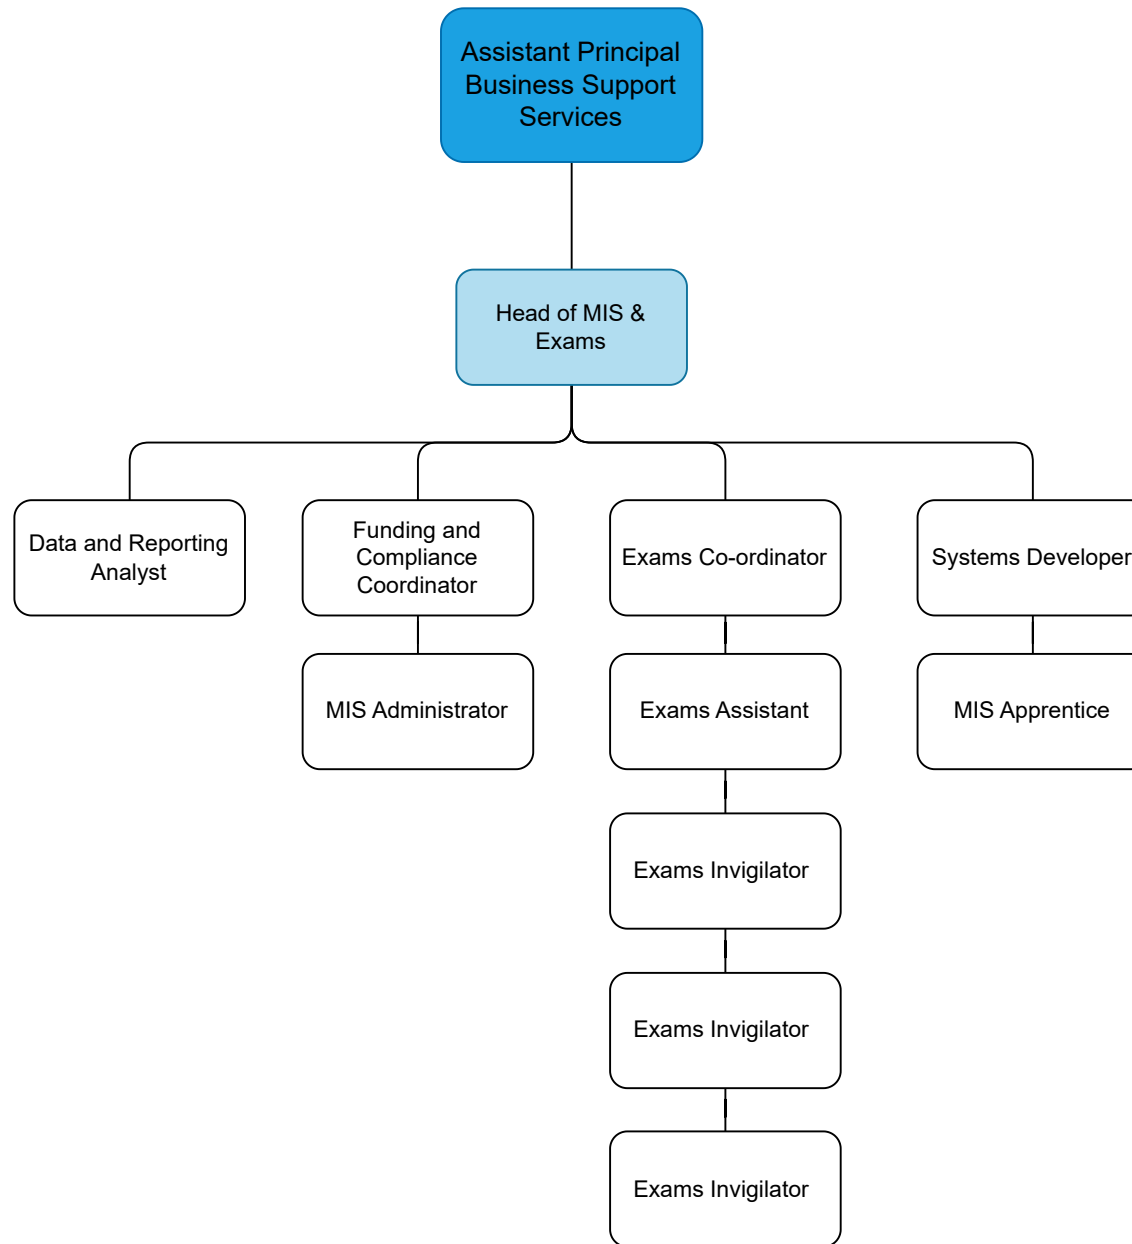 Assistant Principal
Business Support
Services
Head of MIS &
Exams
Data and Reporting
Analyst
Funding and
Compliance
Coordinator
Exams Co-ordinator
Systems Developer
MIS Administrator
Exams Assistant
MIS Apprentice
Exams Invigilator
Exams Invigilator
Exams Invigilator